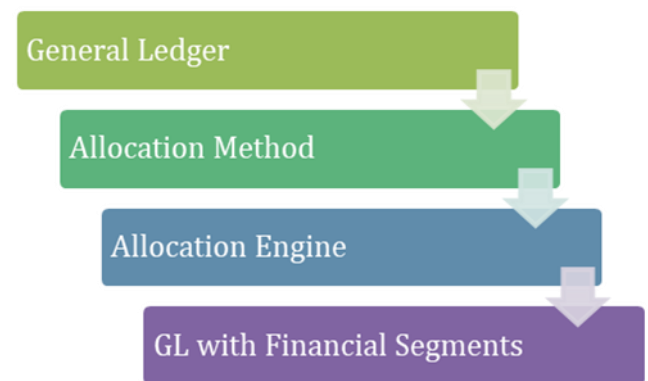 General Ledger
Allocation Method
Allocation Engine
GL with Financial Segments